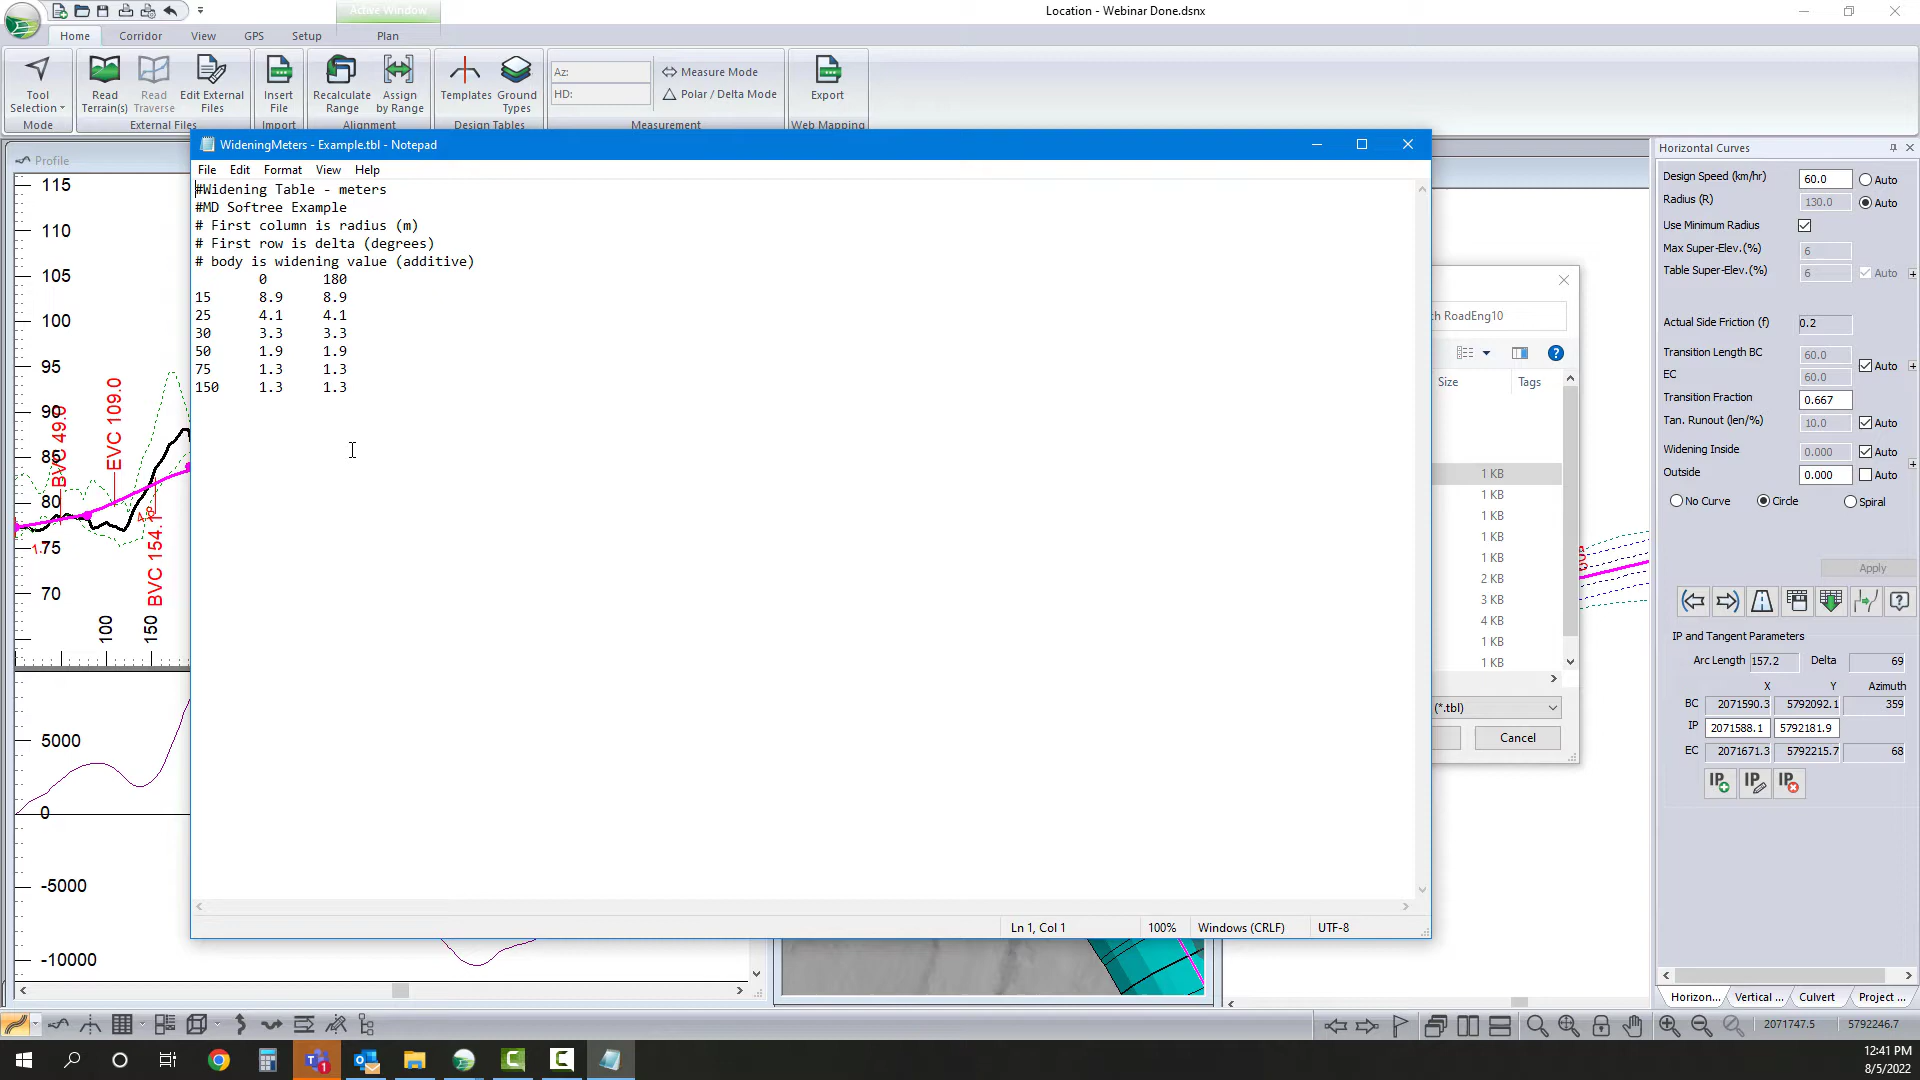 Active Window
Location - Webinar Done.dsnx
Home Corridor View GPS Setup Plan
Tool Selection
Read Terrain(s)
Read Traverse
Edit External Files
Insert File
Recalculate Range
Assign by Range
Templates
Ground Types
Az:
HD:
Measure Mode
Polar / Delta Mode
Export
Mode External Files Import Alignment Design Tables Measurement Web Mapping
Profile
WideningMeters - Example.tbl - Notepad
File Edit Format View Help
#Widening Table - meters
#MD Softree Example
# First column is radius (m)
# First row is delta (degrees)
# body is widening value (additive)
0 180
15 8.9 8.9
25 4.1 4.1
30 3.3 3.3
50 1.9 1.9
75 1.3 1.3
150 1.3 1.3
Ln 1, Col 1 100% Windows (CRLF) UTF-8
115
110
105
100
95
90
85
80
75
70
BVC 49.0
EVC 109.0
BVC 154.1
100
150
5000
0
-5000
-10000
ch RoadEng10
Size Tags
1 KB
1 KB
1 KB
1 KB
1 KB
2 KB
3 KB
4 KB
1 KB
1 KB
(*.tbl)
Cancel
Horizontal Curves
Design Speed (km/hr) 60.0 Auto
Radius (R) 130.0 Auto
Use Minimum Radius
Max Super-Elev.(%) 6
Table Super-Elev.(%) 6 Auto
Actual Side Friction (f) 0.2
Transition Length BC 60.0 Auto
EC 60.0
Transition Fraction 0.667
Tan. Runout (len/%) 10.0 Auto
Widening Inside 0.000 Auto
Outside 0.000 Auto
No Curve Circle Spiral
Apply
IP and Tangent Parameters
Arc Length 157.2 Delta 69
X Y Azimuth
BC 2071590.3 5792092.1 359
IP 2071588.1 5792181.9
EC 2071671.3 5792215.7 68
IP IP IP
Horizon... Vertical ... Culvert Project ...
2071747.5 5792246.7
12:41 PM
8/5/2022